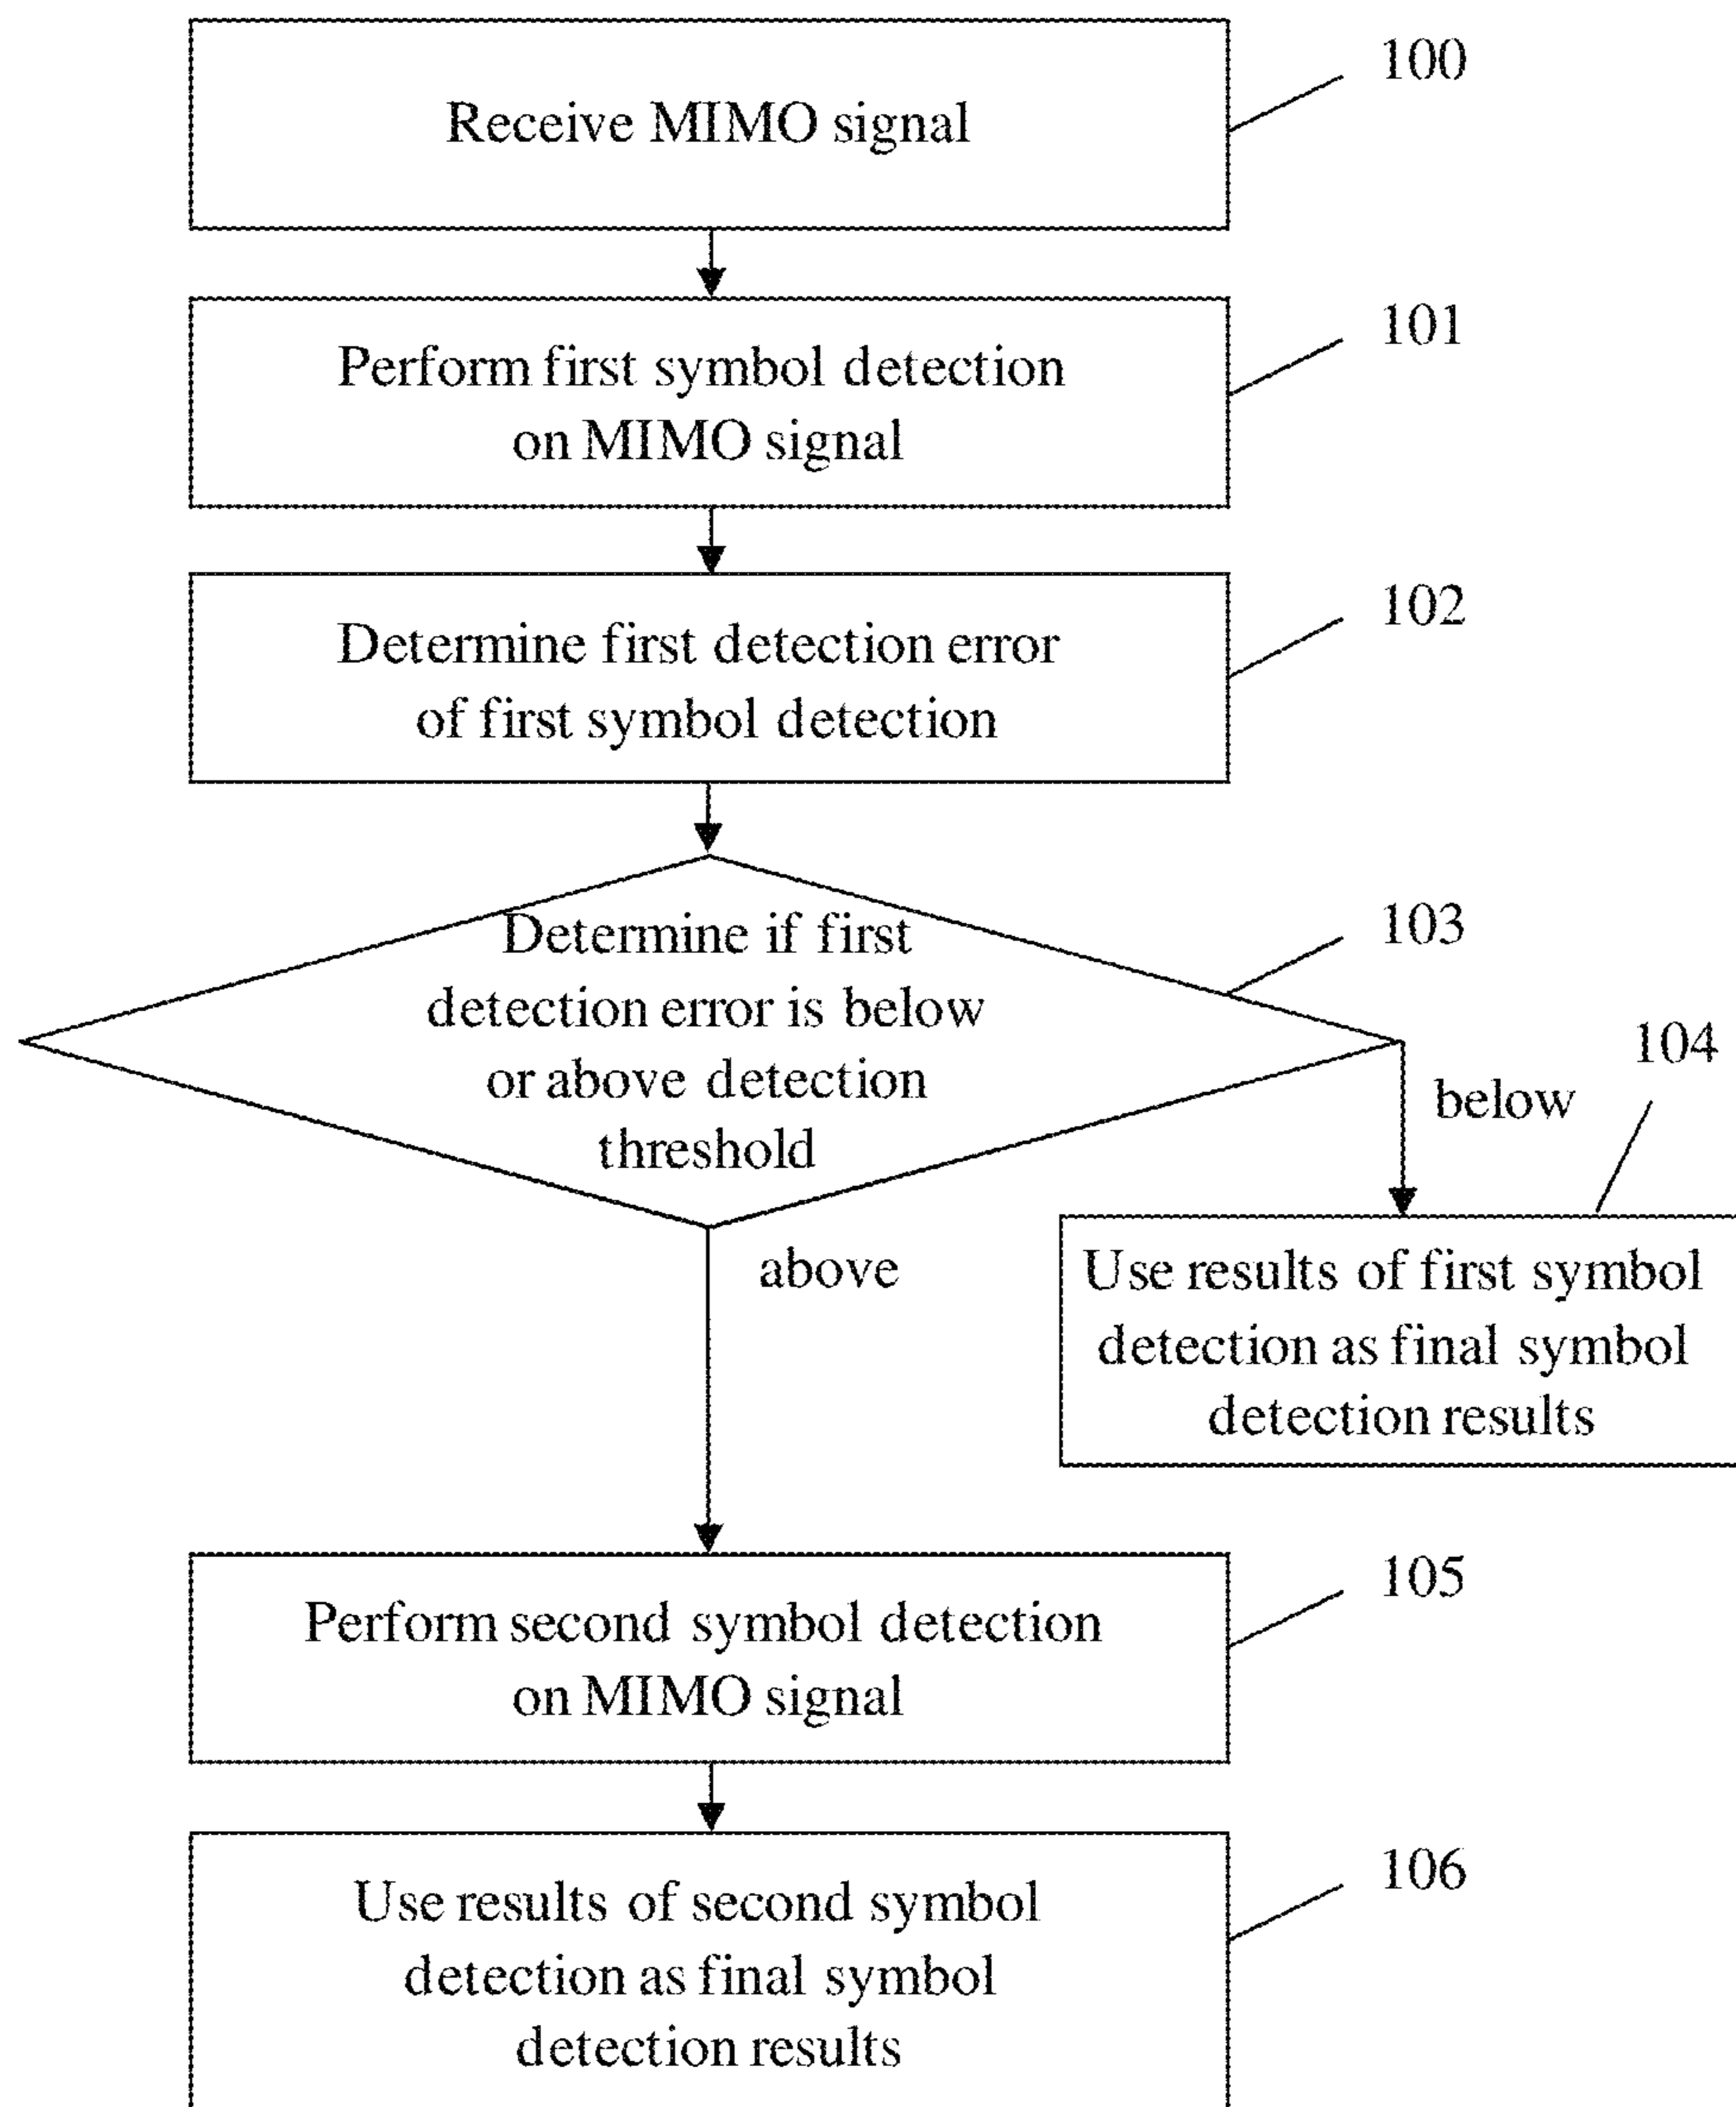 Receive MIMO signal
100
Perform first symbol detection
on MIMO signal
101
Determine first detection error
of first symbol detection
102
Determine if first
detection error is below
or above detection
threshold
103
below
104
above
Use results of first symbol
detection as final symbol
detection results
Perform second symbol detection
on MIMO signal
105
Use results of second symbol
detection as final symbol
detection results
106